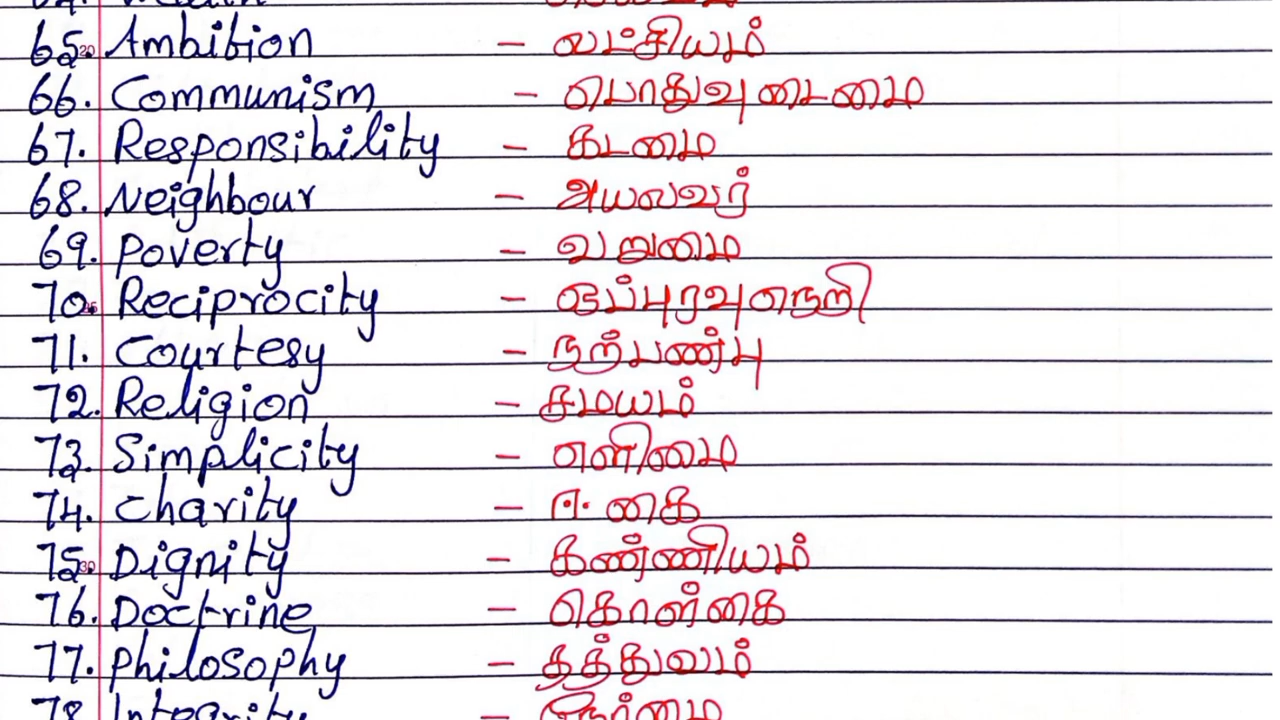 65. Ambition - லட்சியம்
66. Communism - பொதுவுடைமை
67. Responsibility - கடமை
68. Neighbour - அயலவர்
69. Poverty - வறுமை
70. Reciprocity - ஒப்புரவுநெறி
71. Courtesy - நற்பண்பு
72. Religion - சமயம்
73. Simplicity - எளிமை
74. Charity - ஈகை
75. Dignity - கண்ணியம்
76. Doctrine - கொள்கை
77. Philosophy - தத்துவம்
78. Integrity - நேர்மை